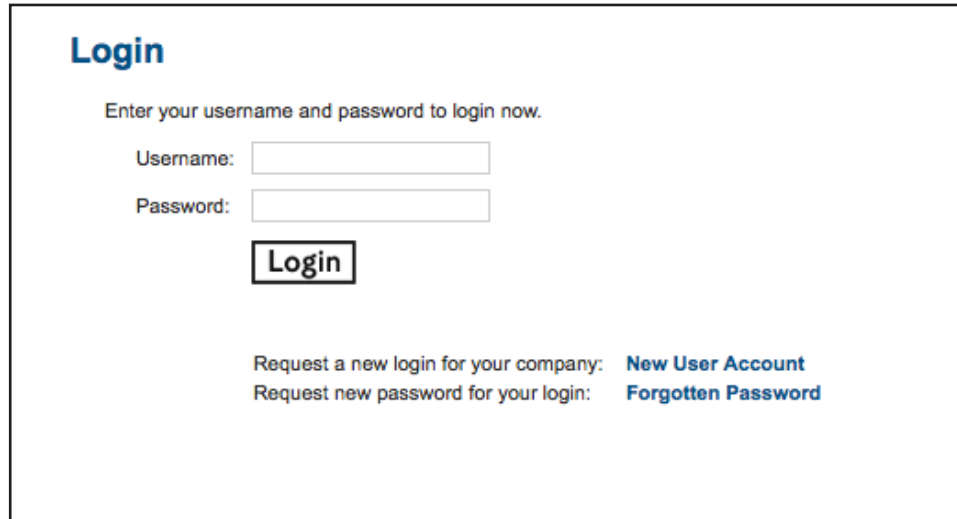 Login
Enter your username and password to login now.
Username:
Password:
Login
Request a new login for your company: New User Account
Request new password for your login: Forgotten Password